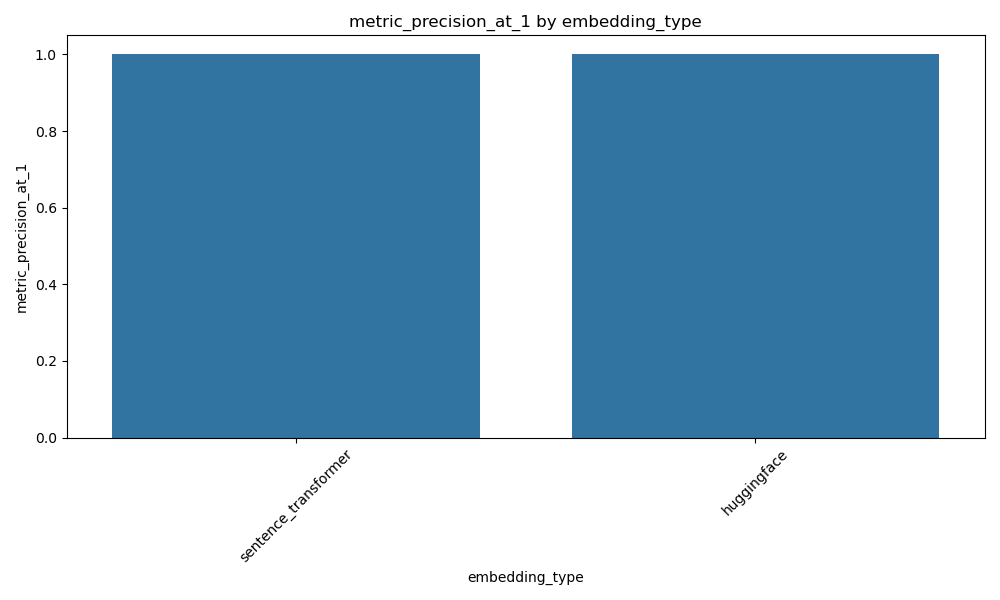 metric_precision_at_1 by embedding_type
metric_precision_at_1
1.0
0.8
0.6
0.4
0.2
0.0
sentence_transformer
huggingface
embedding_type